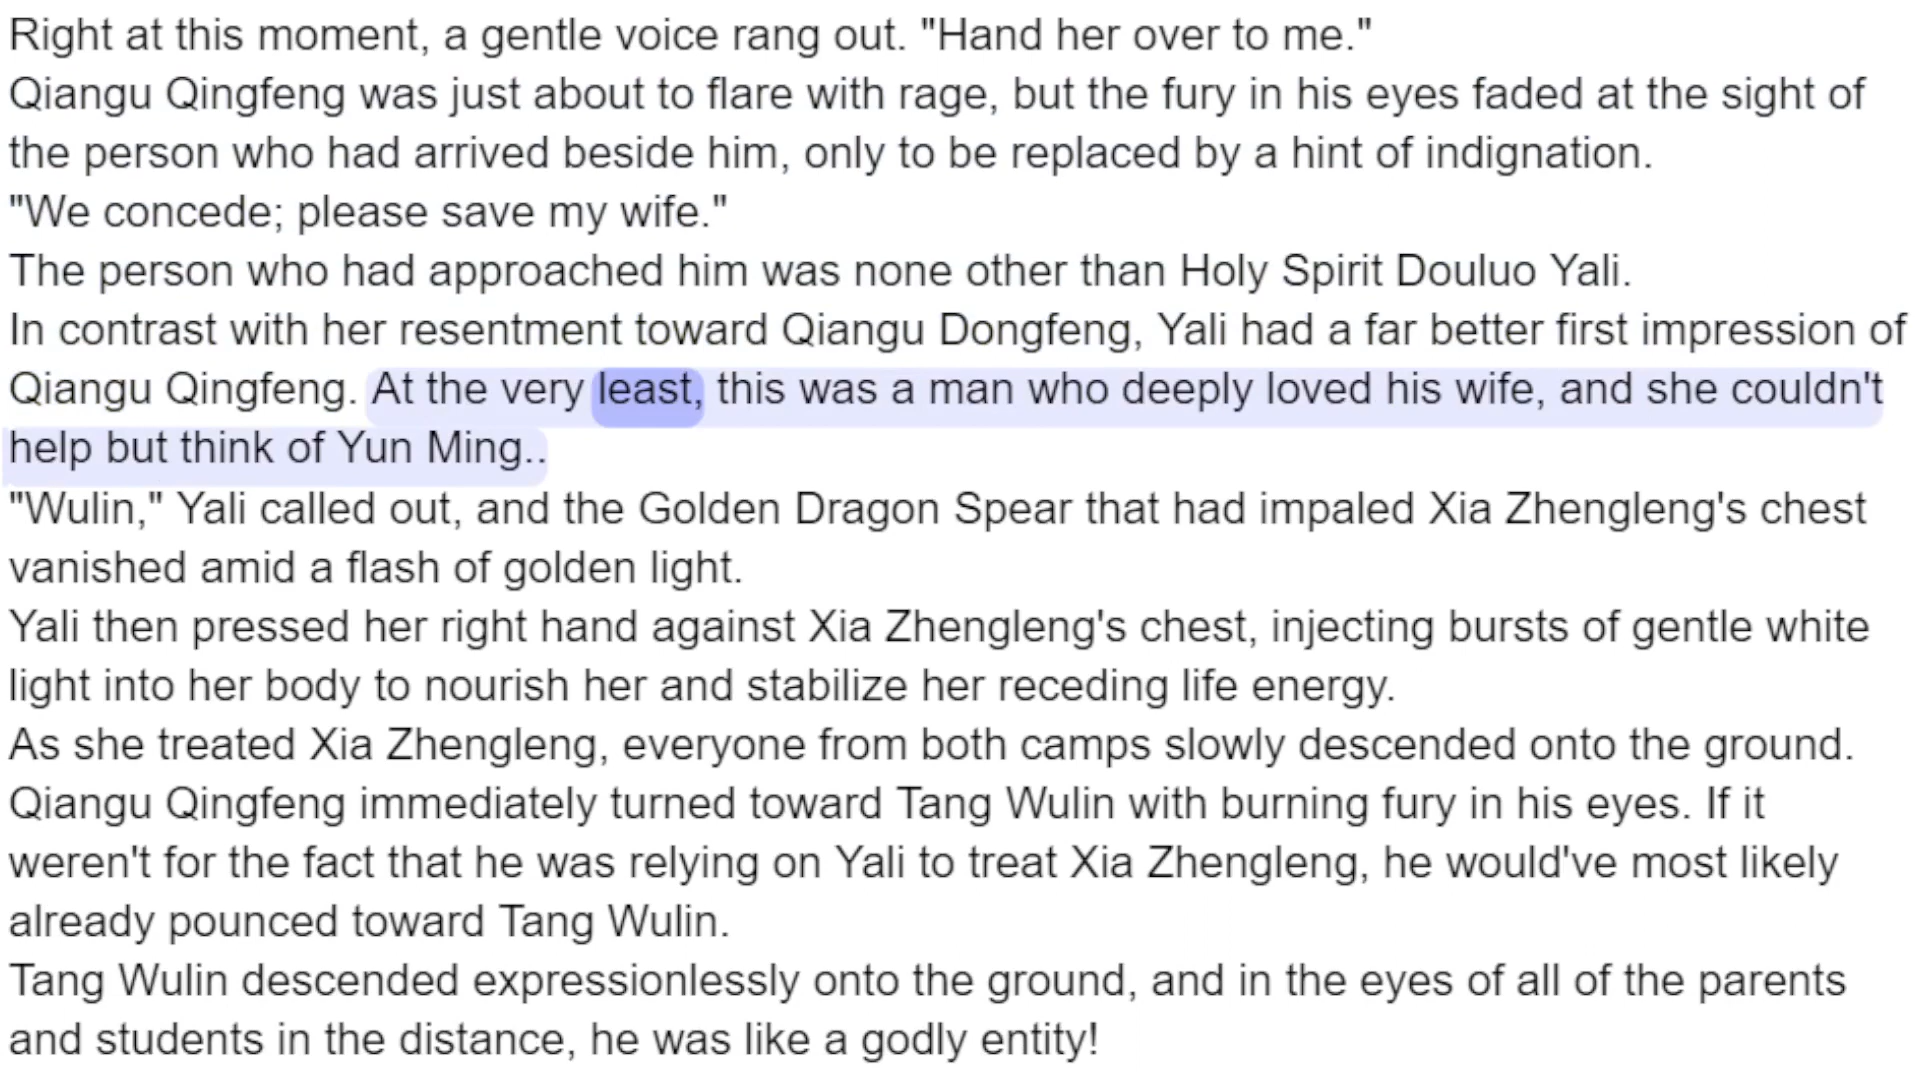 Right at this moment, a gentle voice rang out. "Hand her over to me."
Qiangu Qingfeng was just about to flare with rage, but the fury in his eyes faded at the sight of
the person who had arrived beside him, only to be replaced by a hint of indignation.
"We concede; please save my wife."
The person who had approached him was none other than Holy Spirit Douluo Yali.
In contrast with her resentment toward Qiangu Dongfeng, Yali had a far better first impression of
Qiangu Qingfeng. At the very least, this was a man who deeply loved his wife, and she couldn't
help but think of Yun Ming..
"Wulin," Yali called out, and the Golden Dragon Spear that had impaled Xia Zhengleng's chest
vanished amid a flash of golden light.
Yali then pressed her right hand against Xia Zhengleng's chest, injecting bursts of gentle white
light into her body to nourish her and stabilize her receding life energy.
As she treated Xia Zhengleng, everyone from both camps slowly descended onto the ground.
Qiangu Qingfeng immediately turned toward Tang Wulin with burning fury in his eyes. If it
weren't for the fact that he was relying on Yali to treat Xia Zhengleng, he would've most likely
already pounced toward Tang Wulin.
Tang Wulin descended expressionlessly onto the ground, and in the eyes of all of the parents
and students in the distance, he was like a godly entity!